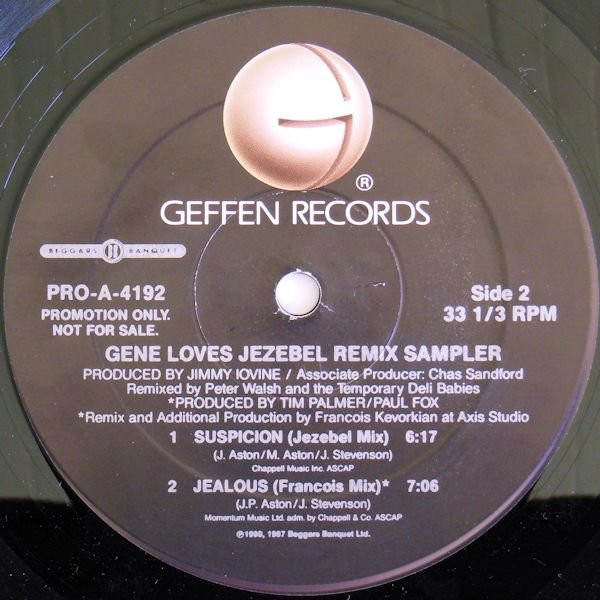 G
®
GEFFEN RECORDS
BEGGARS BANQUET
PRO-A-4192
PROMOTION ONLY.
NOT FOR SALE.
Side 2
33 1/3 RPM
GENE LOVES JEZEBEL REMIX SAMPLER
PRODUCED BY JIMMY IOVINE / Associate Producer: Chas Sandford
Remixed by Peter Walsh and the Temporary Deli Babies
*PRODUCED BY TIM PALMER/PAUL FOX
*Remix and Additional Production by Francois Kevorkian at Axis Studio
1 SUSPICION (Jezebel Mix) 6:17
(J. Aston/M. Aston/J. Stevenson)
Chappell Music Inc. ASCAP
2 JEALOUS (Francois Mix)* 7:06
(J.P. Aston/J. Stevenson)
Momentum Music Ltd. adm. by Chappell & Co. ASCAP
℗1990, 1987 Beggars Banquet Ltd.